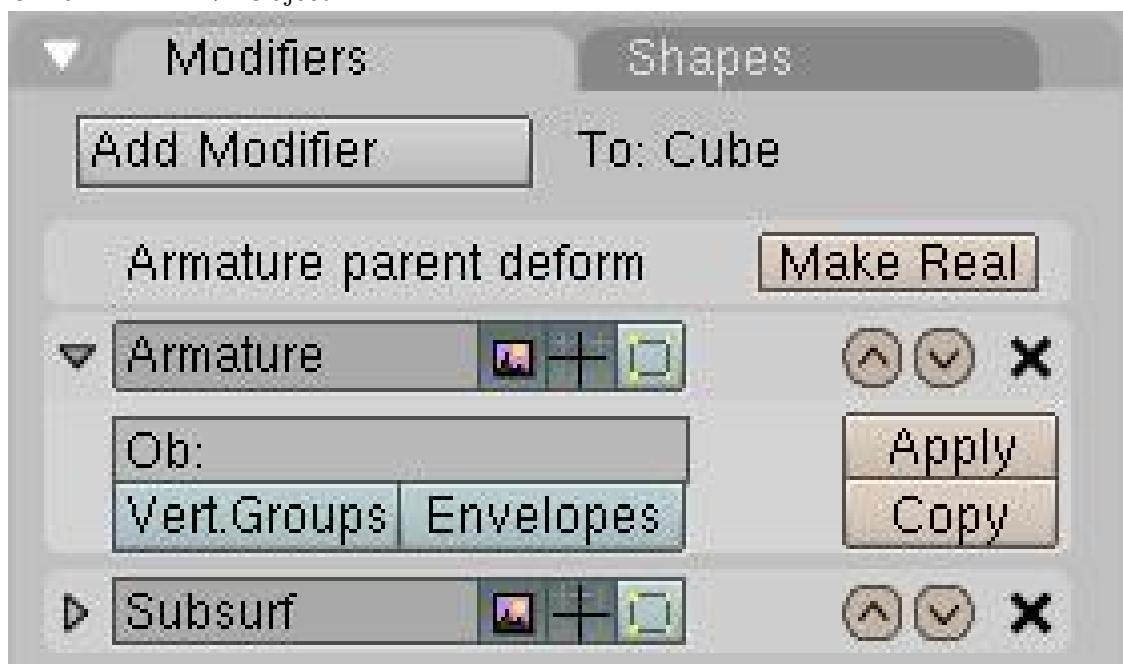 Modifiers Shapes
Add Modifier To: Cube
Armature parent deform Make Real
Armature
Ob: Apply
Vert.Groups Envelopes Copy
Subsurf